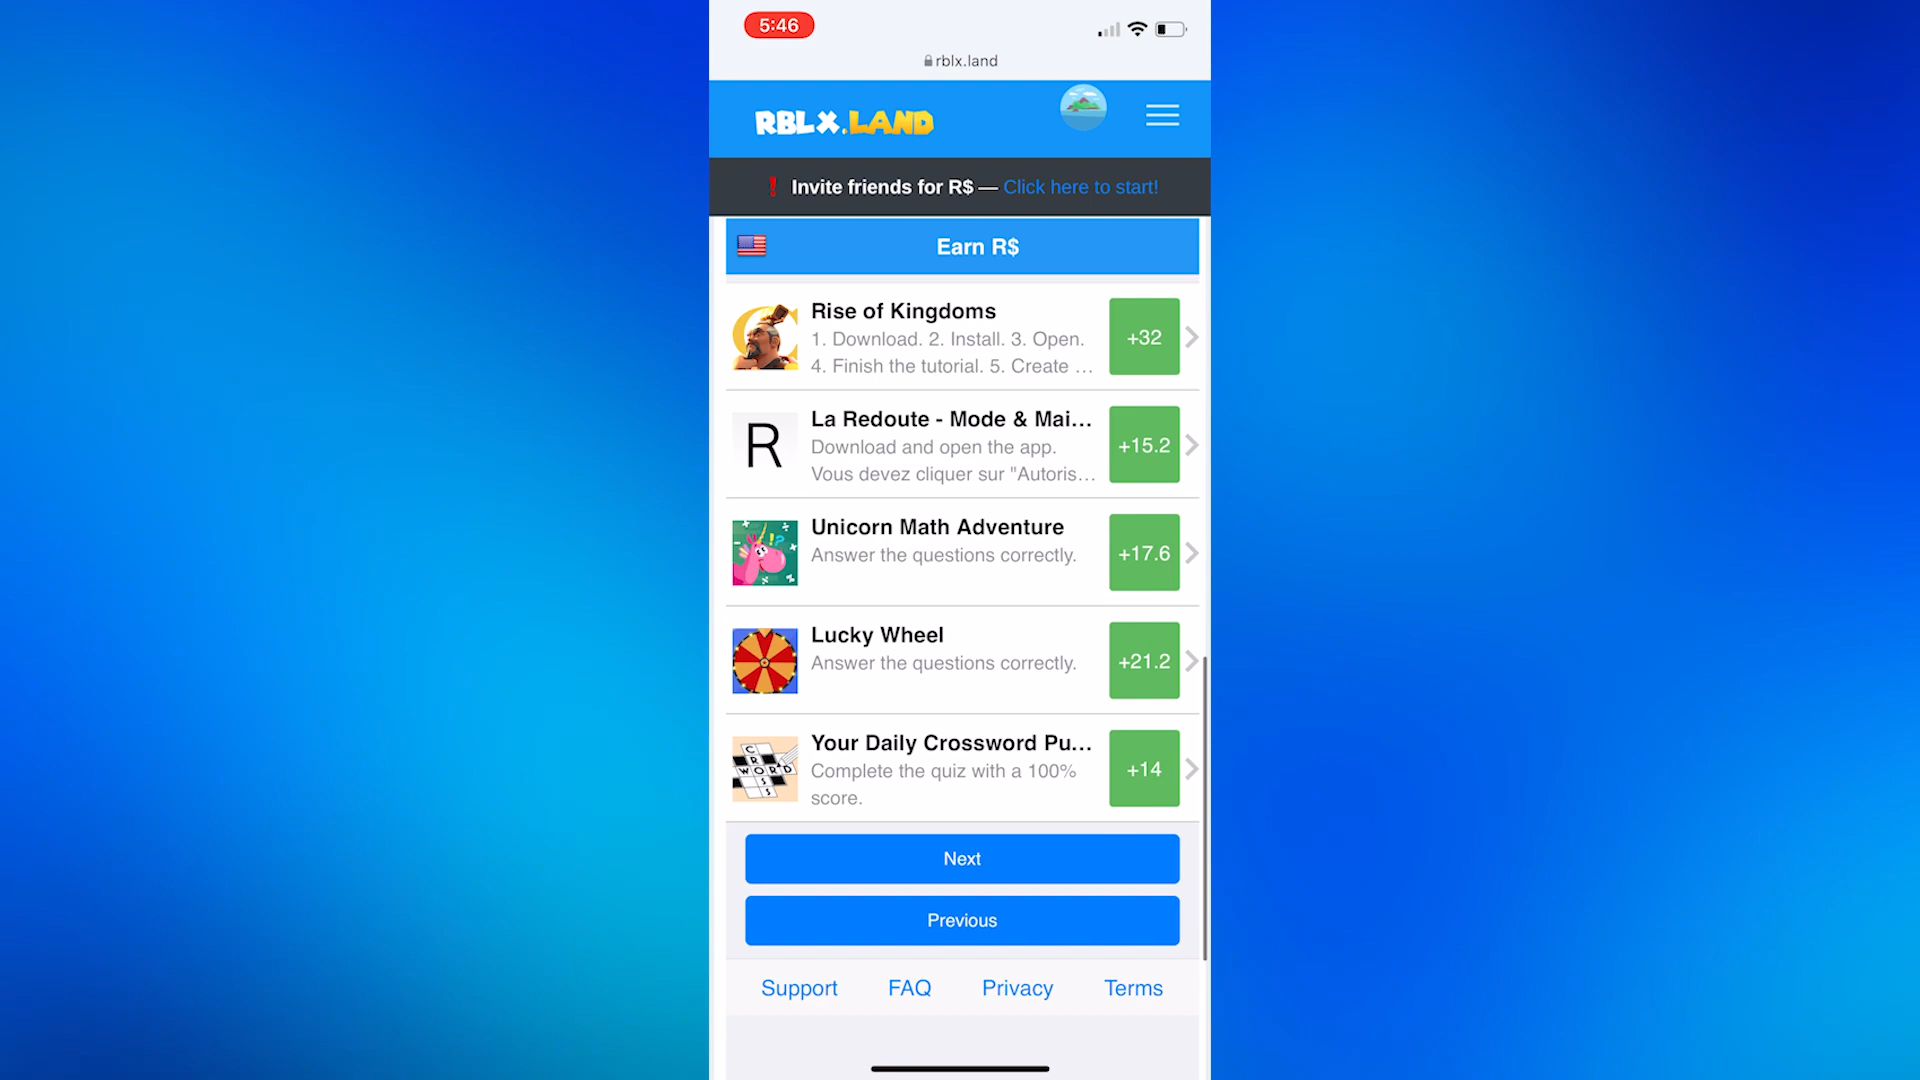 5:46
rblx.land
RBLX.LAND
❗ Invite friends for R$ — Click here to start!
Earn R$
Rise of Kingdoms
1. Download. 2. Install. 3. Open.
4. Finish the tutorial. 5. Create ...
+32
R
La Redoute - Mode & Mai...
Download and open the app.
Vous devez cliquer sur "Autoris...
+15.2
Unicorn Math Adventure
Answer the questions correctly.
+17.6
Lucky Wheel
Answer the questions correctly.
+21.2
CROSS
WORD
Your Daily Crossword Pu...
Complete the quiz with a 100%
score.
+14
Next
Previous
Support FAQ Privacy Terms